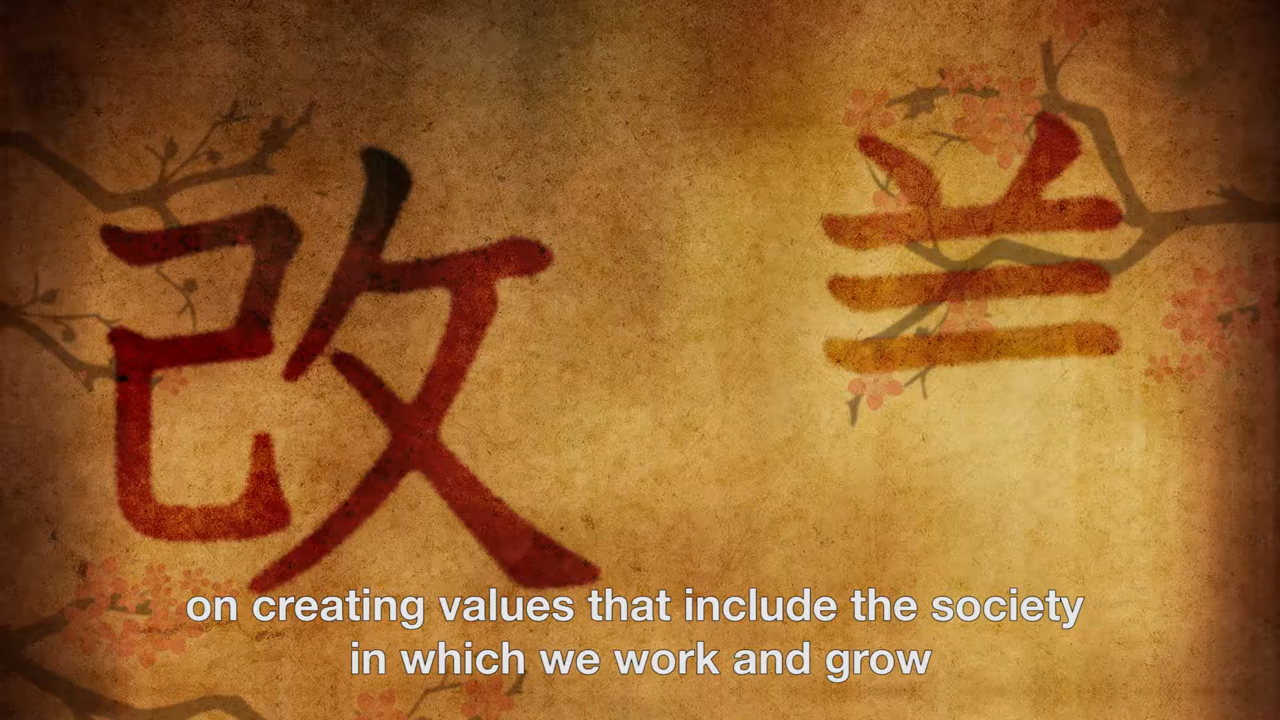 改
on creating values that include the society
in which we work and grow